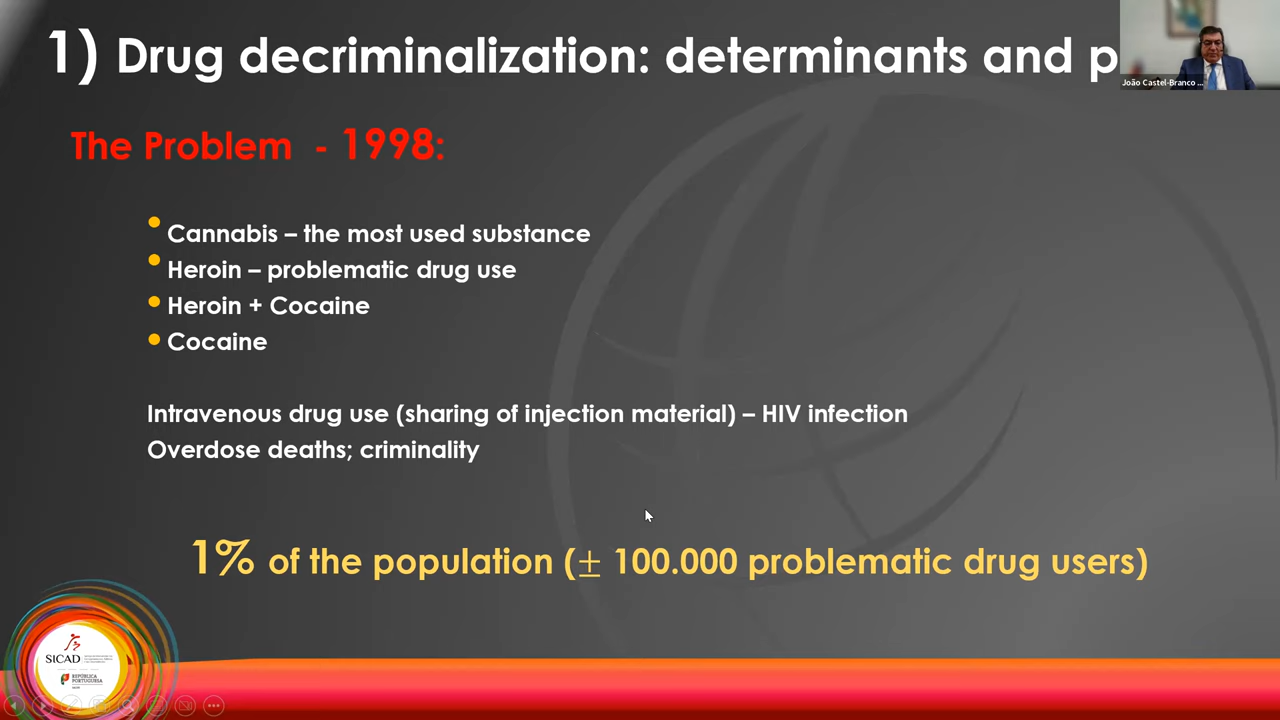 1) Drug decriminalization: determinants and p
João Castel-Branco ...
The Problem - 1998:
• Cannabis – the most used substance
• Heroin – problematic drug use
• Heroin + Cocaine
• Cocaine
Intravenous drug use (sharing of injection material) – HIV infection
Overdose deaths; criminality
1% of the population (± 100.000 problematic drug users)
SICAD
REPÚBLICA
PORTUGUESA